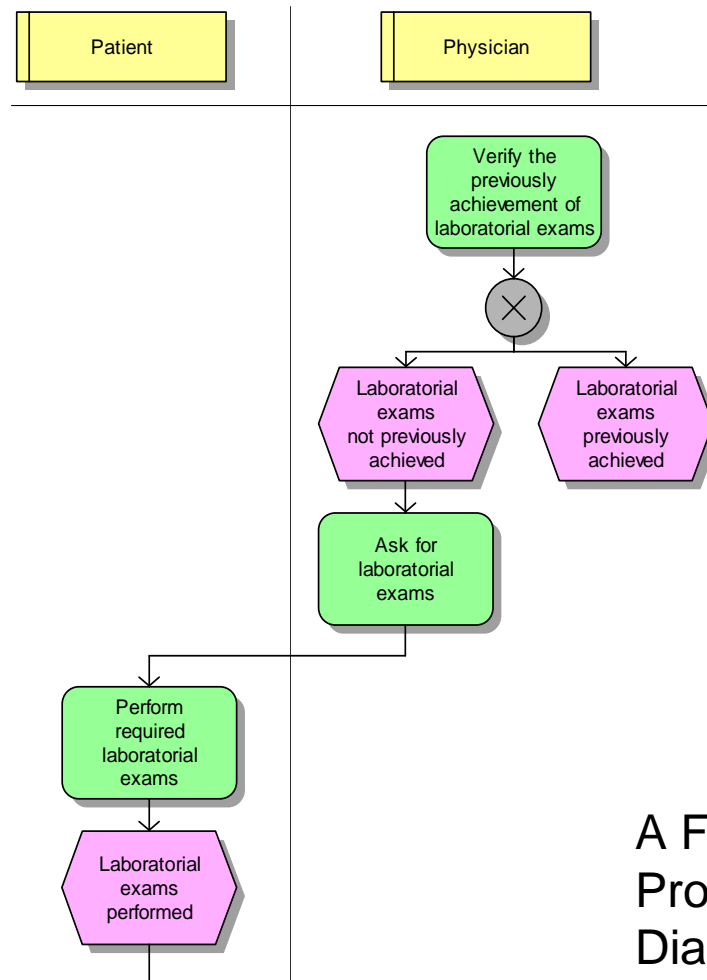 Patient
Physician
Verify the
previously
achievement of
laboratorial exams
Laboratorial
exams
not previously
achieved
Laboratorial
exams
previously
achieved
Ask for
laboratorial
exams
Perform
required
laboratorial
exams
Laboratorial
exams
performed
A F
Pro
Dia